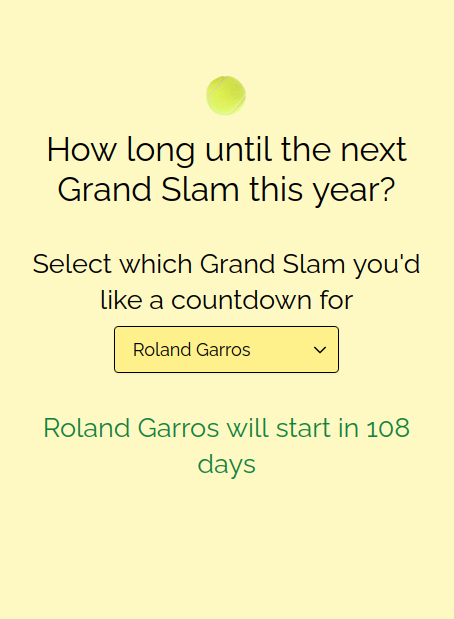 How long until the next
Grand Slam this year?
Select which Grand Slam you'd
like a countdown for
Roland Garros
Roland Garros will start in 108
days